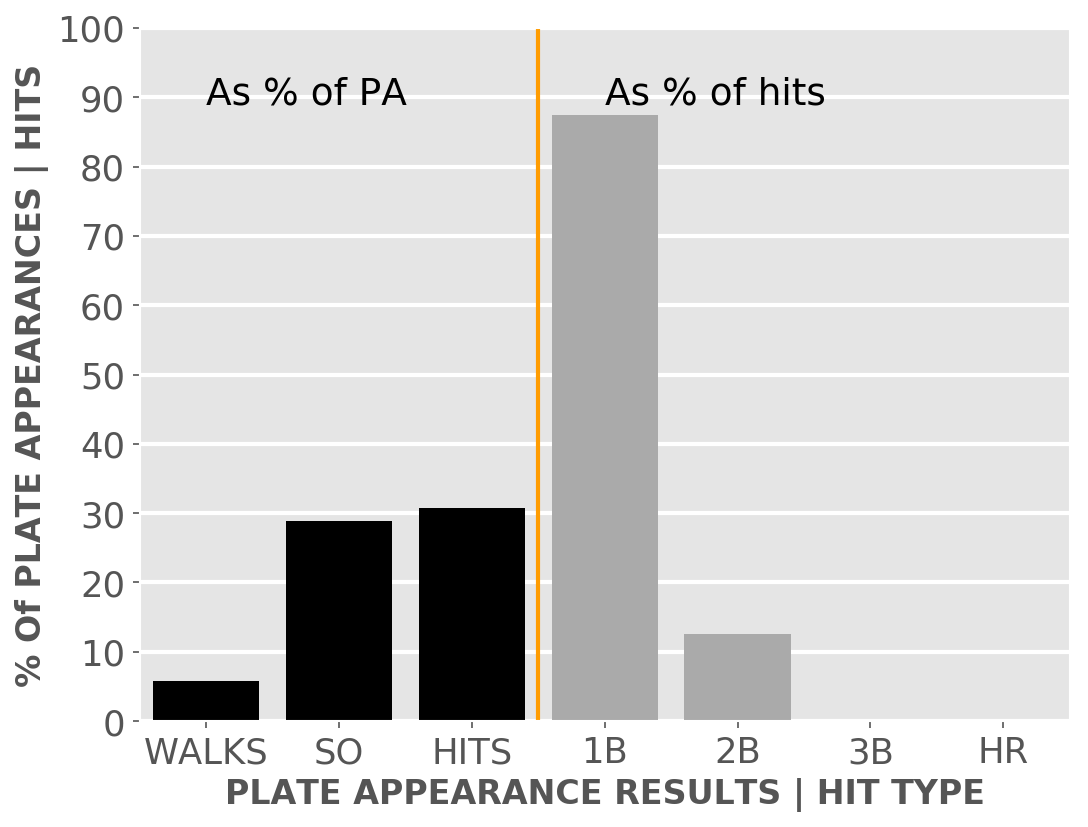 % Of PLATE APPEARANCES | HITS
100
90
80
70
60
50
40
30
20
10
0
As % of PA
As % of hits
WALKS SO HITS 1B 2B 3B HR
PLATE APPEARANCE RESULTS | HIT TYPE